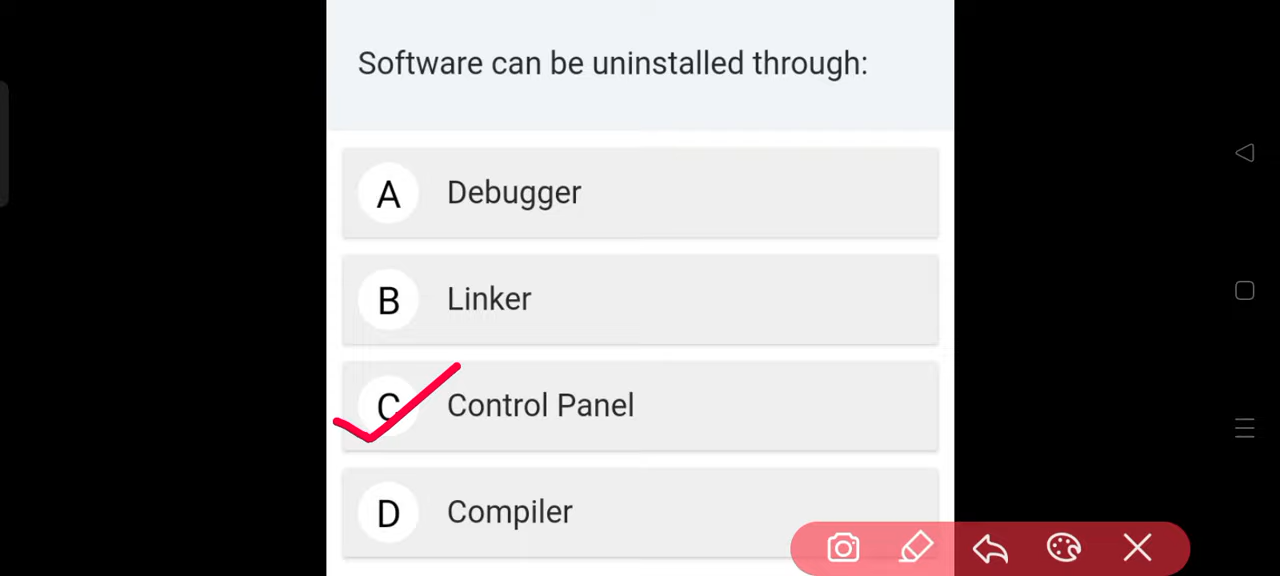 Software can be uninstalled through:
A Debugger
B Linker
C Control Panel
D Compiler